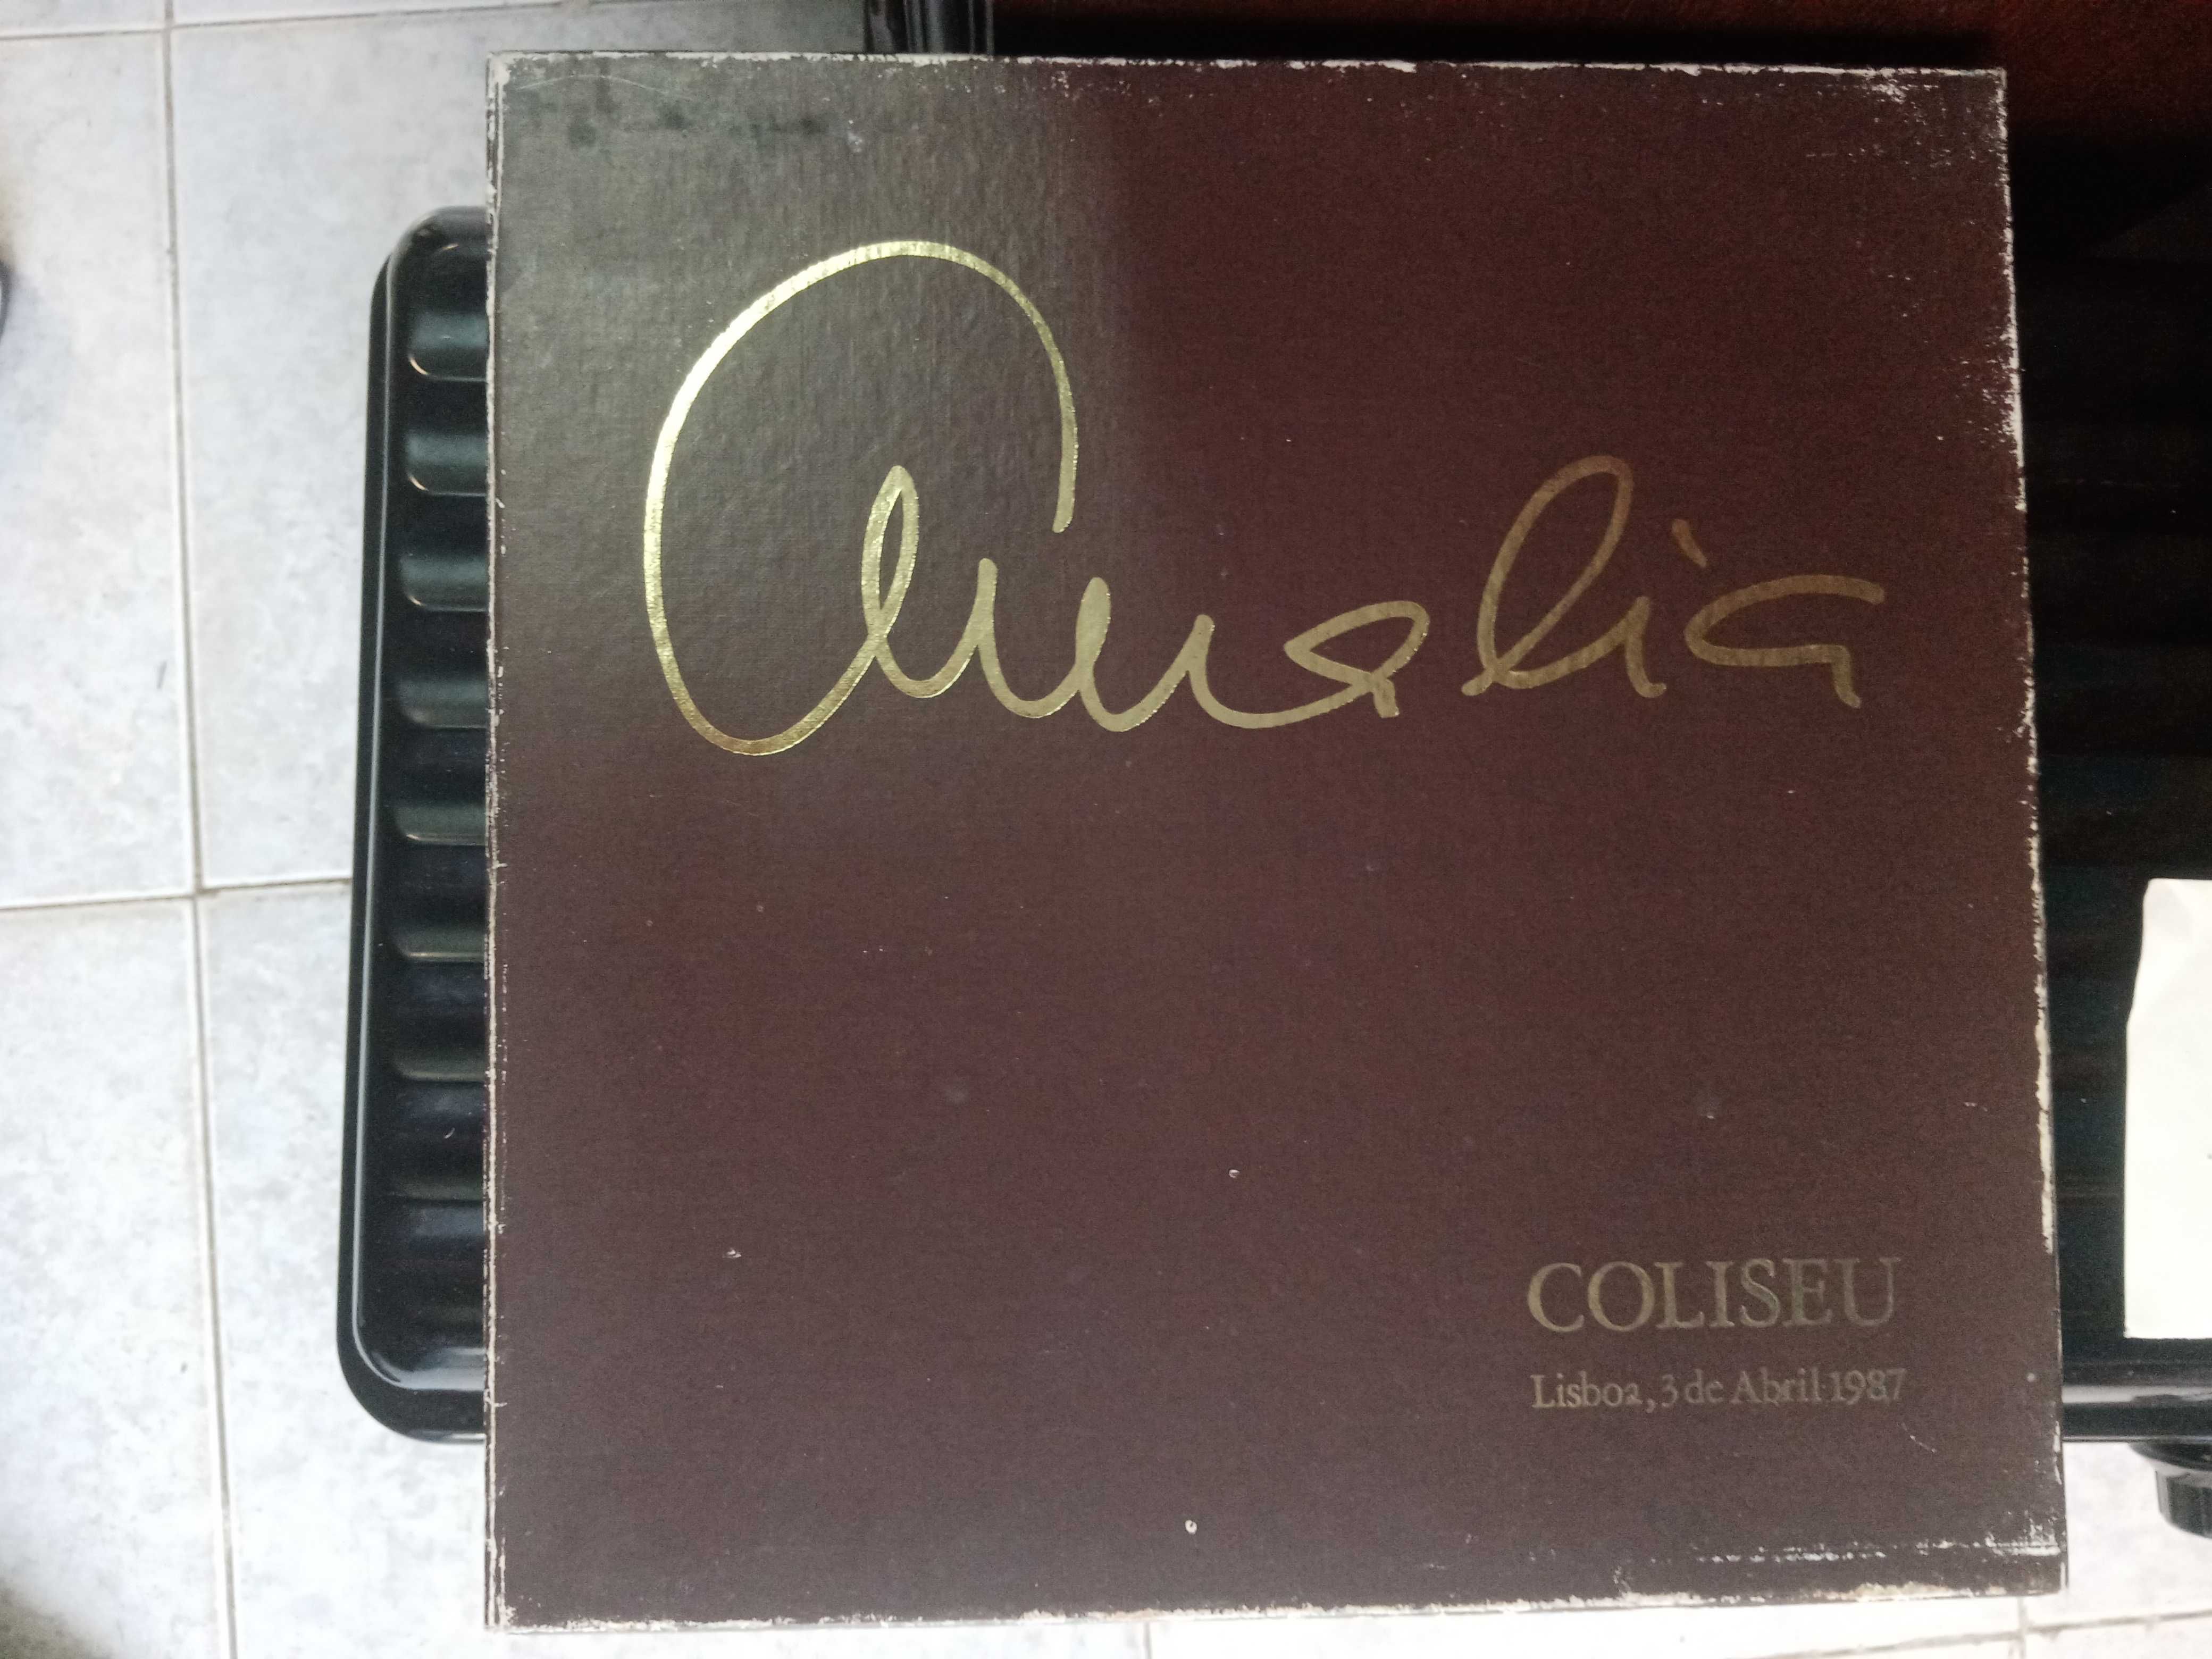 Amalia
COLISEU
Lisboa, 3 de Abril 1987